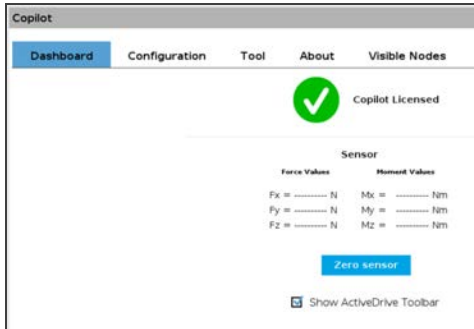 Copilot
Dashboard Configuration Tool About Visible Nodes
Copilot Licensed
Sensor
Force Values Moment Values
Fx = ---------- N Mx = ---------- Nm
Fy = ---------- N My = ---------- Nm
Fz = ---------- N Mz = ---------- Nm
Zero sensor
Show ActiveDrive Toolbar